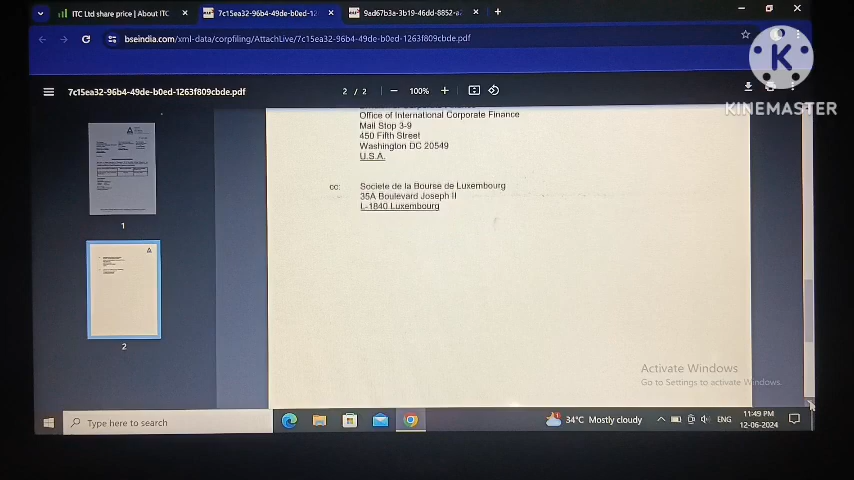 ITC Ltd share price | About ITC
7c15ea32-96b4-49de-b0ed-12
9ad67b3a-3b19-46dd-8852-a
bseindia.com/xml-data/corpfiling/AttachLive/7c15ea32-96b4-49de-b0ed-1263f809cbde.pdf
7c15ea32-96b4-49de-b0ed-1263f809cbde.pdf
2 / 2
100%
K
KINEMASTER
Office of International Corporate Finance
Mail Stop 3-9
450 Fifth Street
Washington DC 20549
U.S.A.
cc: Societe de la Bourse de Luxembourg
35A Boulevard Joseph II
L-1840 Luxembourg
1
2
Activate Windows
Go to Settings to activate Windows.
Type here to search
34°C Mostly cloudy
ENG
11:49 PM
12-06-2024